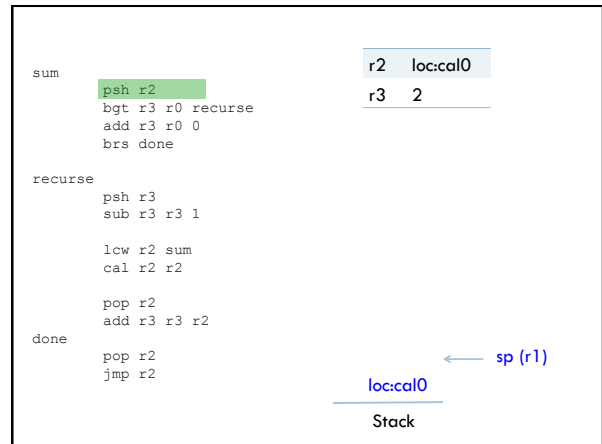 sum
psh r2
bgt r3 r0 recurse
add r3 r0 0
brs done
recurse
psh r3
sub r3 r3 1
lcw r2 sum
cal r2 r2
pop r2
add r3 r3 r2
done
pop r2
jmp r2
r2 loc:cal0
r3 2
sp (r1)
loc:cal0
Stack